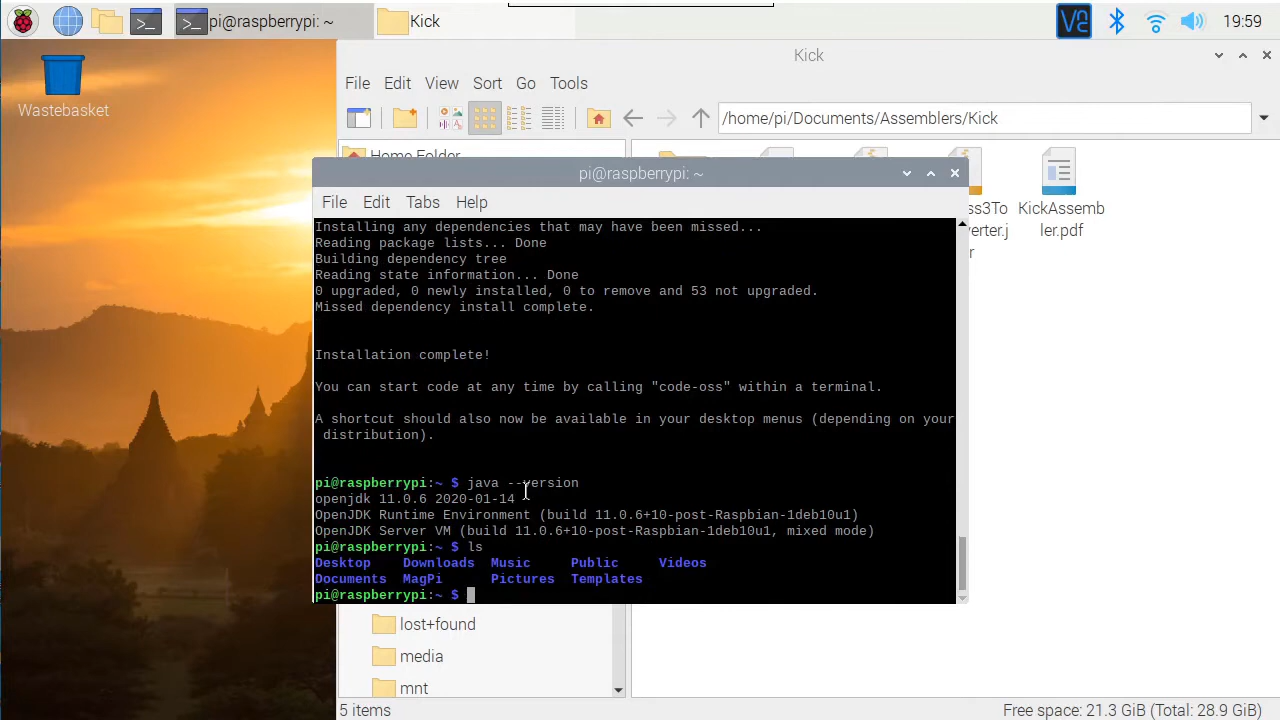 pi@raspberrypi: ~
Kick
19:59
Wastebasket
Kick
File Edit View Sort Go Tools
/home/pi/Documents/Assemblers/Kick
Home Folder
ss3To
verter.j
r
KickAssemb
ler.pdf
pi@raspberrypi: ~
File Edit Tabs Help
Installing any dependencies that may have been missed...
Reading package lists... Done
Building dependency tree
Reading state information... Done
0 upgraded, 0 newly installed, 0 to remove and 53 not upgraded.
Missed dependency install complete.
Installation complete!
You can start code at any time by calling "code-oss" within a terminal.
A shortcut should also now be available in your desktop menus (depending on your
distribution).
pi@raspberrypi:~ $ java --version
openjdk 11.0.6 2020-01-14
OpenJDK Runtime Environment (build 11.0.6+10-post-Raspbian-1deb10u1)
OpenJDK Server VM (build 11.0.6+10-post-Raspbian-1deb10u1, mixed mode)
pi@raspberrypi:~ $ ls
Desktop Downloads Music Public Videos
Documents MagPi Pictures Templates
pi@raspberrypi:~ $
lost+found
media
mnt
5 items
Free space: 21.3 GiB (Total: 28.9 GiB)